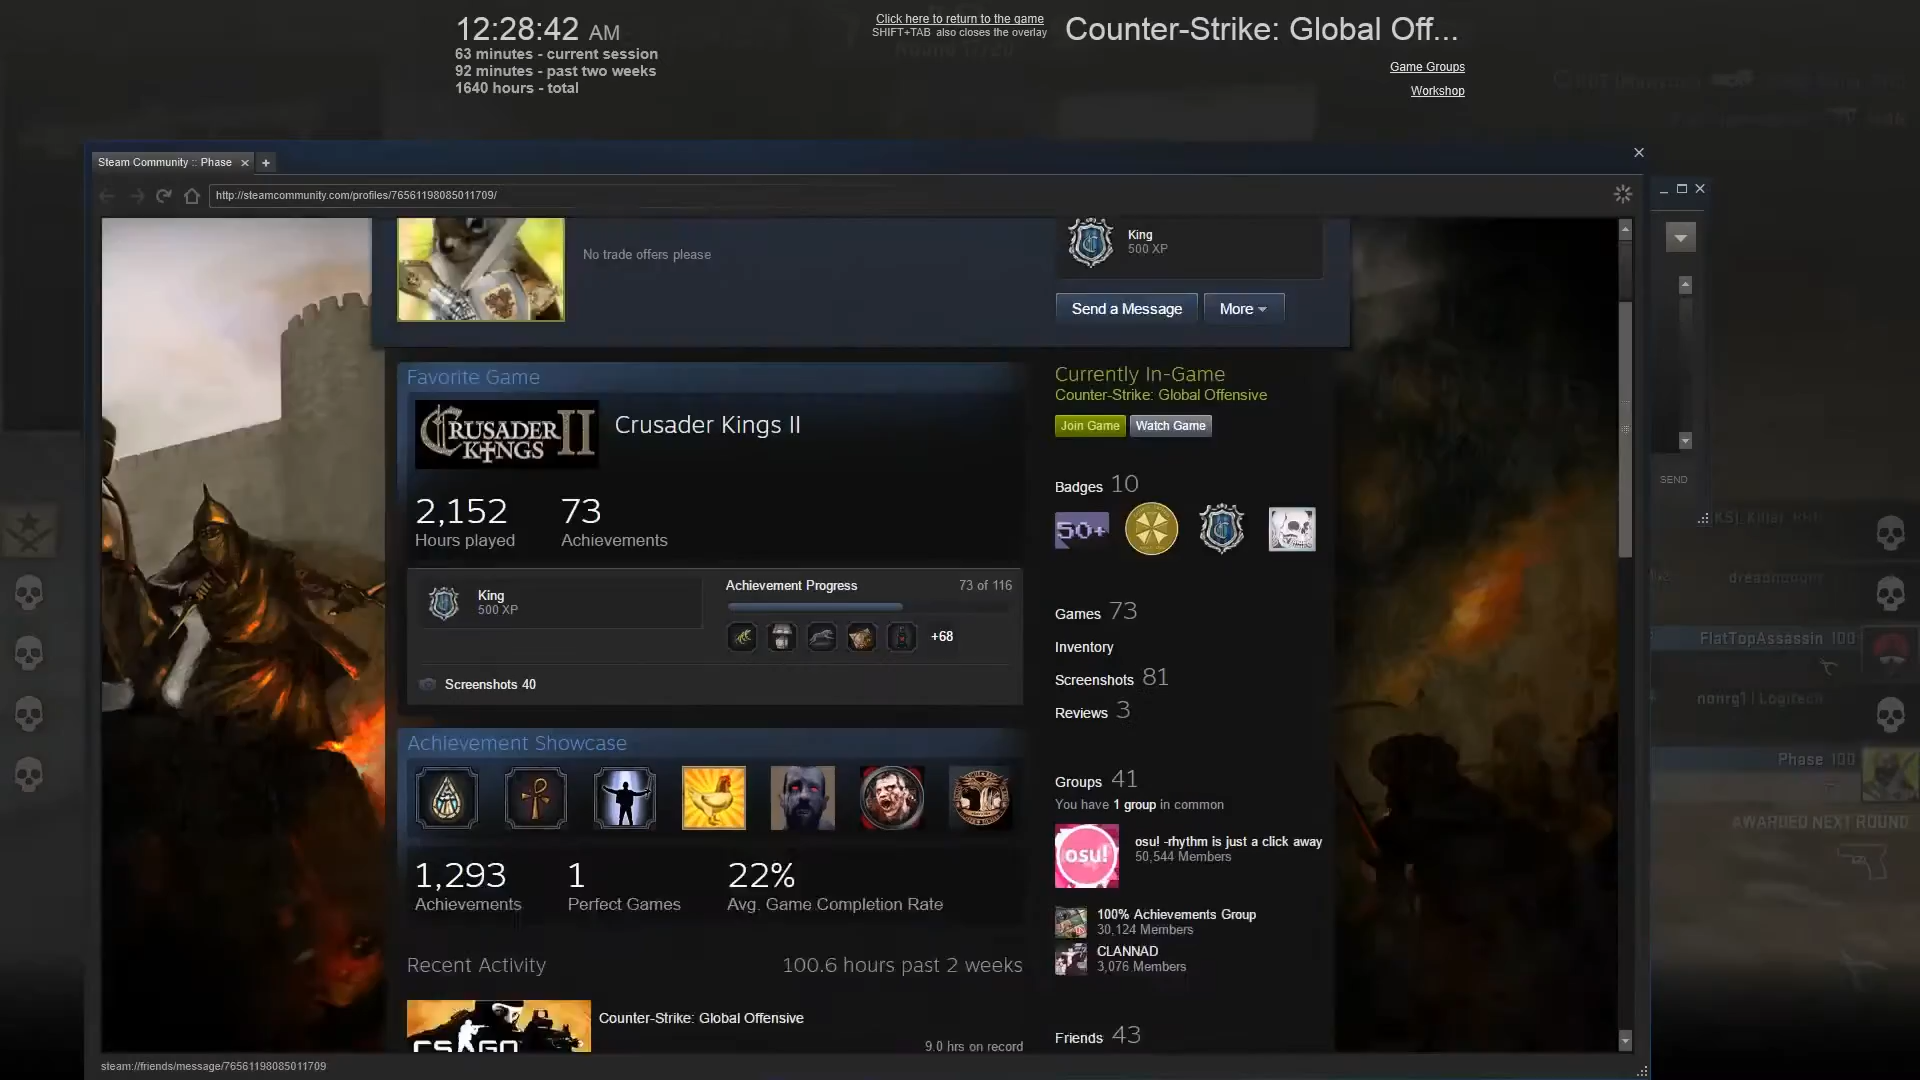 12:28:42 AM
63 minutes - current session
92 minutes - past two weeks
1640 hours - total
Click here to return to the game
SHIFT+TAB also closes the overlay
Counter-Strike: Global Off...
Game Groups
Workshop
Steam Community :: Phase
http://steamcommunity.com/profiles/76561198085011709/
No trade offers please
King
500 XP
Send a Message
More
Favorite Game
CRUSADER KINGS II
Crusader Kings II
2,152
Hours played
73
Achievements
King
500 XP
Achievement Progress
73 of 116
+68
Screenshots 40
Achievement Showcase
1,293
Achievements
1
Perfect Games
22%
Avg. Game Completion Rate
Recent Activity
100.6 hours past 2 weeks
CS:GO
Counter-Strike: Global Offensive
9.0 hrs on record
Currently In-Game
Counter-Strike: Global Offensive
Join Game
Watch Game
Badges 10
50+
Games 73
Inventory
Screenshots 81
Reviews 3
Groups 41
You have 1 group in common
osu!
osu! -rhythm is just a click away
50,544 Members
100% Achievements Group
30,124 Members
CLANNAD
3,076 Members
Friends 43
steam://friends/message/76561198085011709
SEND
FlatTopAssassin 100
nonrg1 | Logitech
Phase 100
AWARDED NEXT ROUND